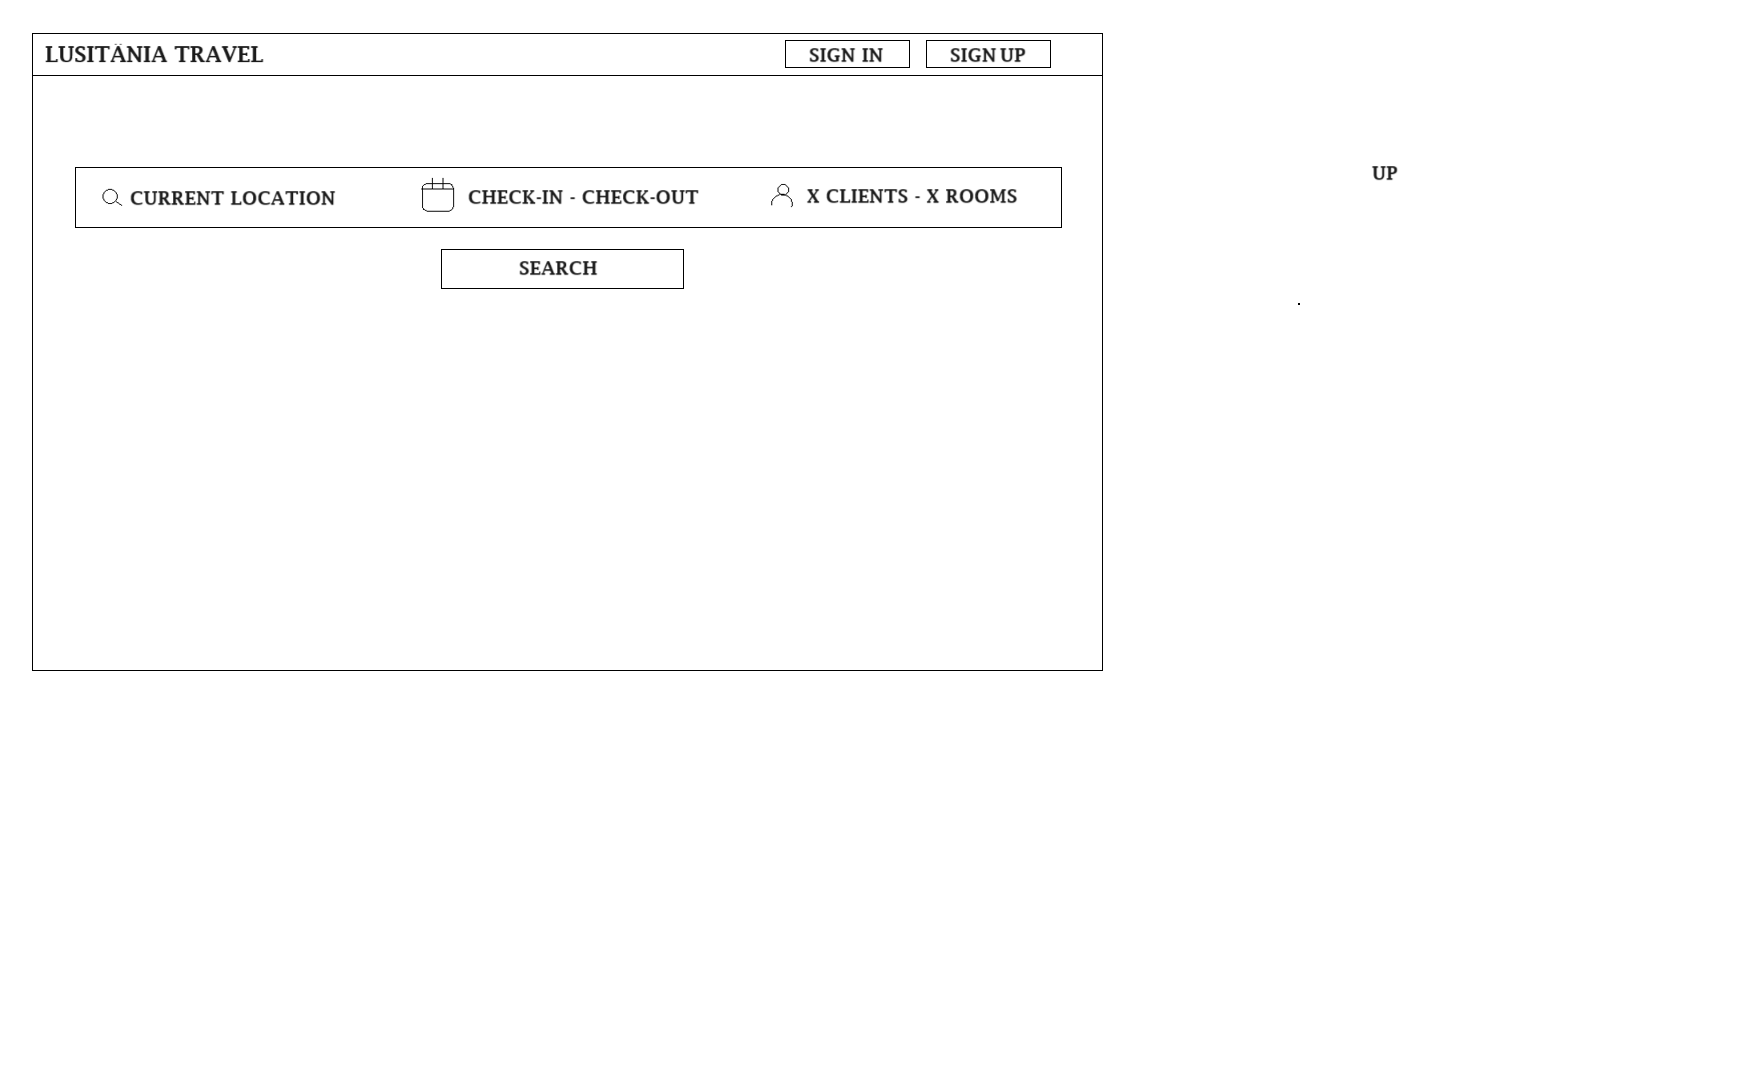 LUSITÂNIA TRAVEL
SIGN IN
SIGN UP
CURRENT LOCATION
CHECK-IN - CHECK-OUT
X CLIENTS - X ROOMS
SEARCH
UP